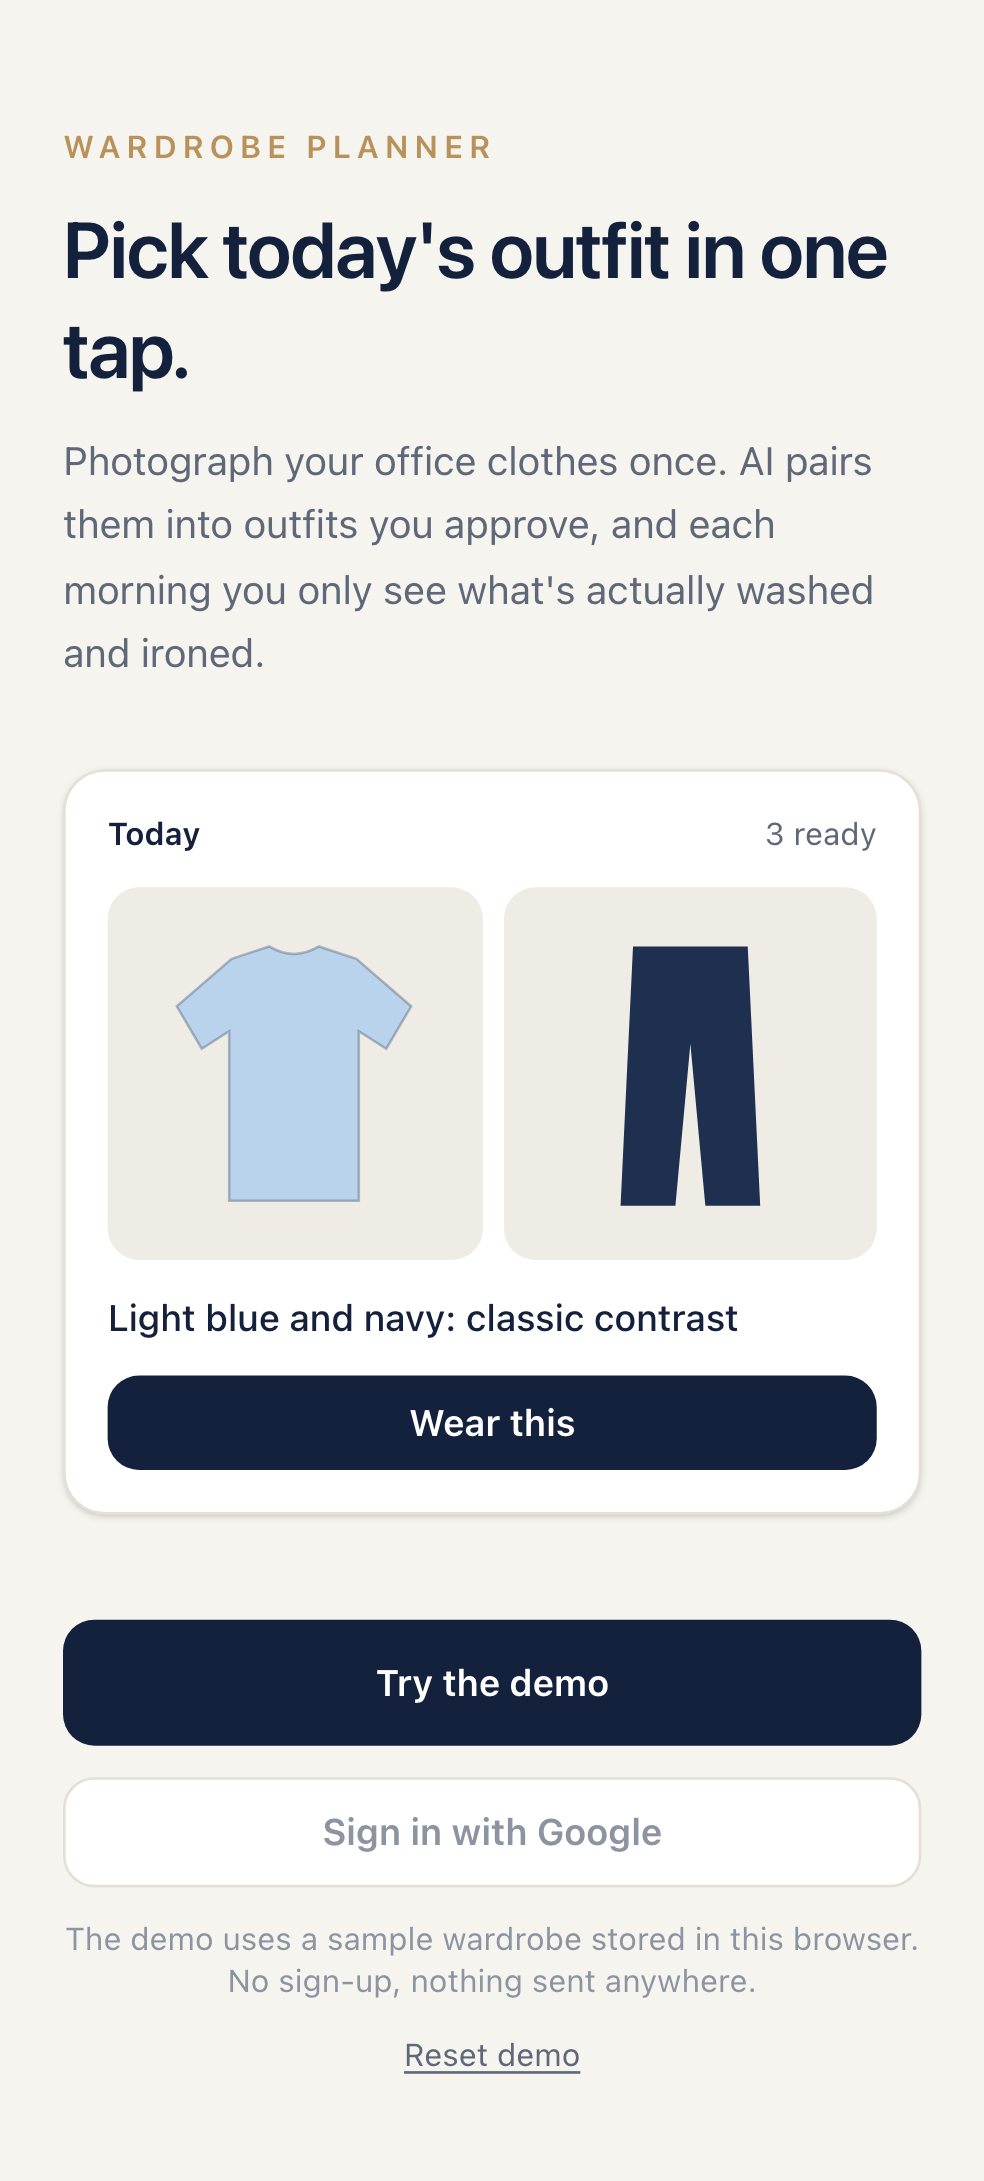 WARDROBE PLANNER
Pick today's outfit in one
tap.
Photograph your office clothes once. AI pairs
them into outfits you approve, and each
morning you only see what's actually washed
and ironed.
Today
3 ready
Light blue and navy: classic contrast
Wear this
Try the demo
Sign in with Google
The demo uses a sample wardrobe stored in this browser.
No sign-up, nothing sent anywhere.
Reset demo